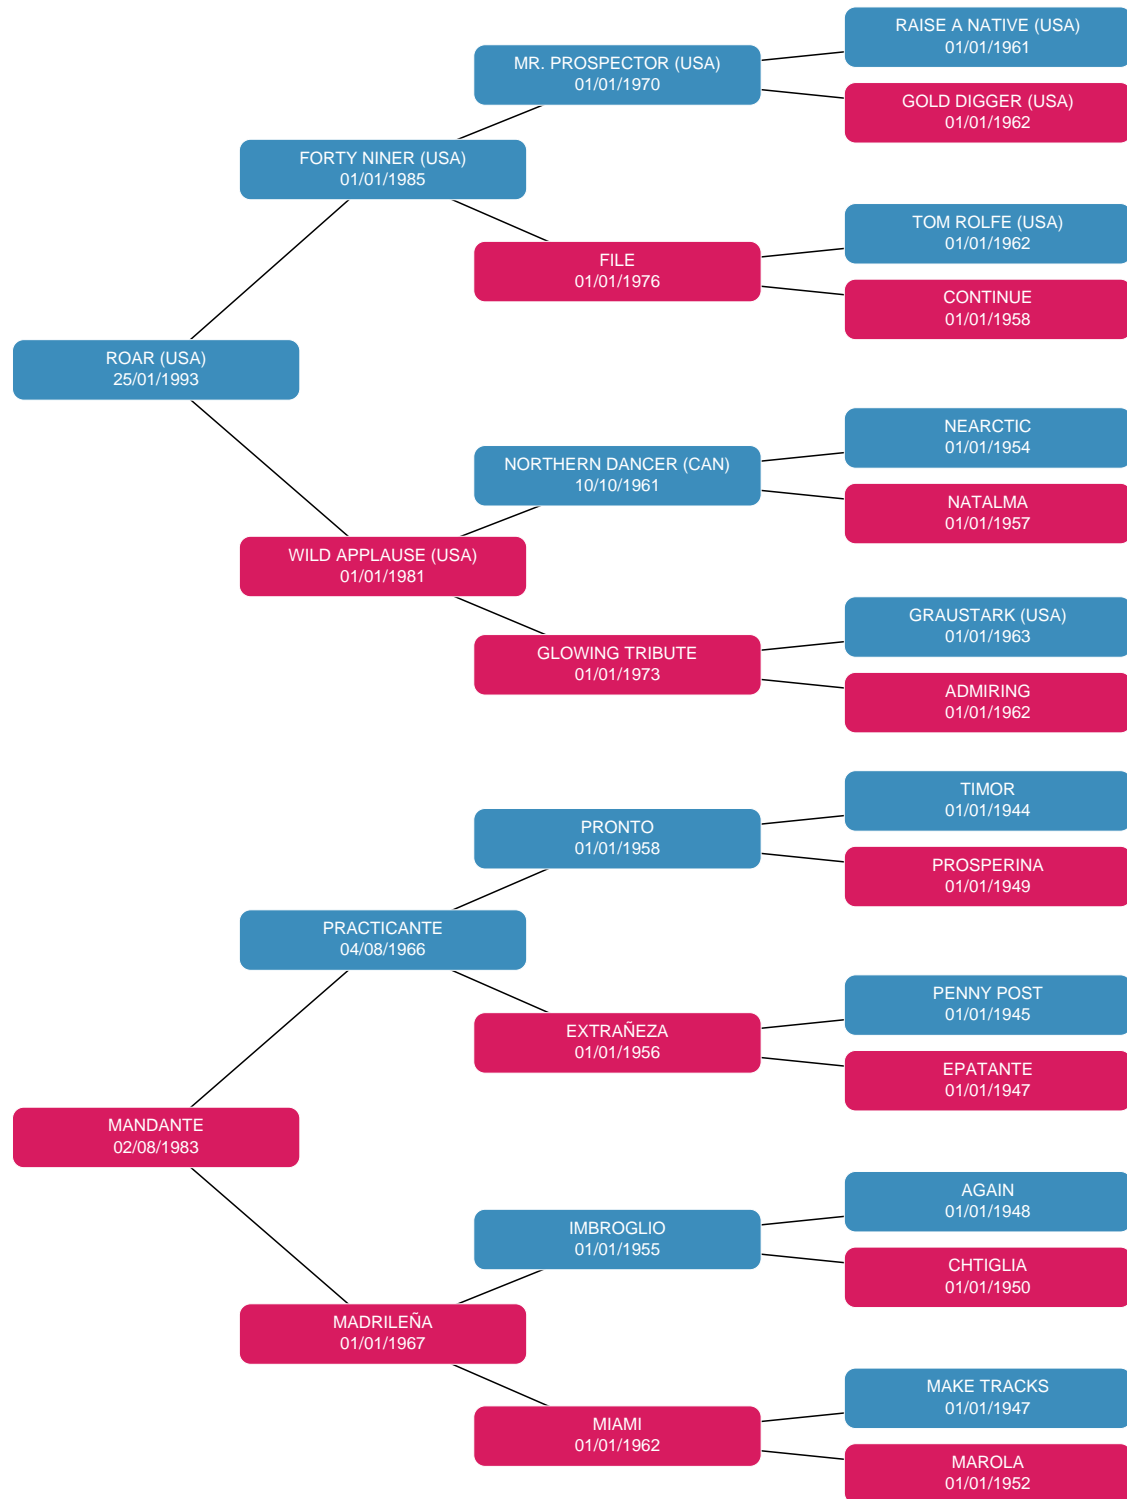 RAISE A NATIVE (USA)
01/01/1961
MR. PROSPECTOR (USA)
01/01/1970
GOLD DIGGER (USA)
01/01/1962
FORTY NINER (USA)
01/01/1985
TOM ROLFE (USA)
01/01/1962
FILE
01/01/1976
CONTINUE
01/01/1958
ROAR (USA)
25/01/1993
NEARCTIC
01/01/1954
NORTHERN DANCER (CAN)
10/10/1961
NATALMA
01/01/1957
WILD APPLAUSE (USA)
01/01/1981
GRAUSTARK (USA)
01/01/1963
GLOWING TRIBUTE
01/01/1973
ADMIRING
01/01/1962
TIMOR
01/01/1944
PRONTO
01/01/1958
PROSPERINA
01/01/1949
PRACTICANTE
04/08/1966
PENNY POST
01/01/1945
EXTRAÑEZA
01/01/1956
EPATANTE
01/01/1947
MANDANTE
02/08/1983
AGAIN
01/01/1948
IMBROGLIO
01/01/1955
CHTIGLIA
01/01/1950
MADRILEÑA
01/01/1967
MAKE TRACKS
01/01/1947
MIAMI
01/01/1962
MAROLA
01/01/1952